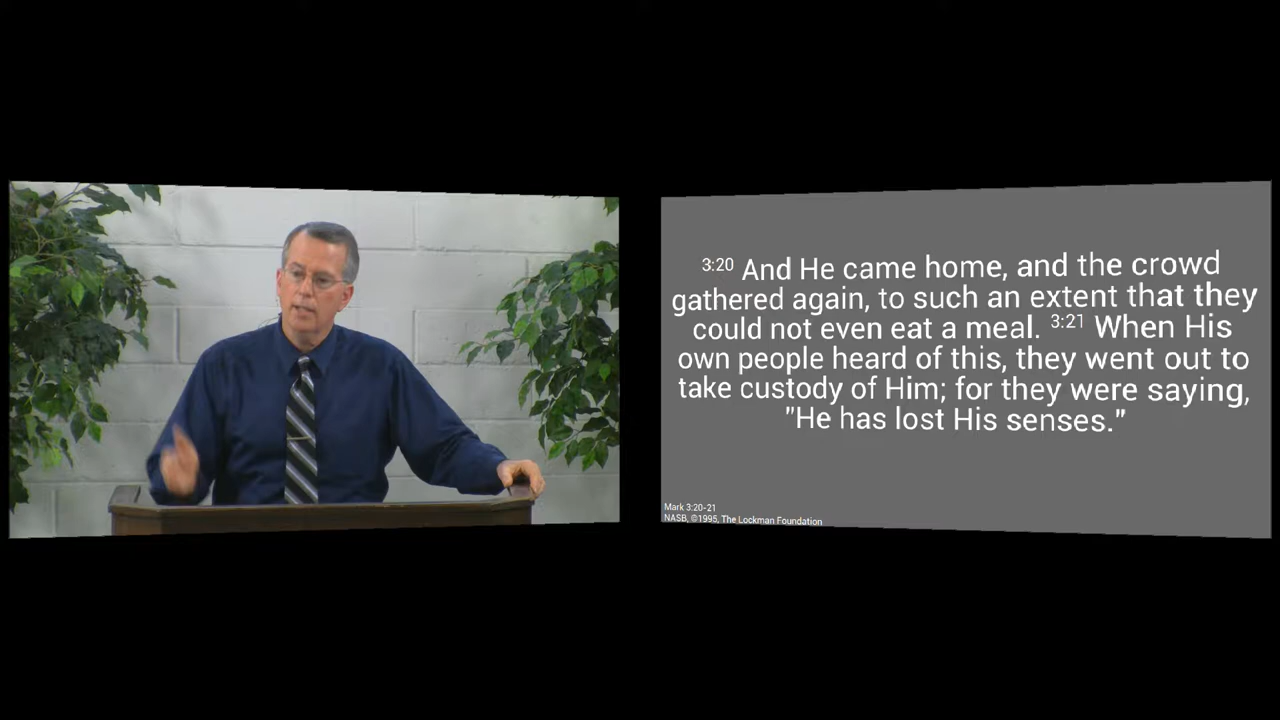 3:20 And He came home, and the crowd
gathered again, to such an extent that they
could not even eat a meal. 3:21 When His
own people heard of this, they went out to
take custody of Him; for they were saying,
"He has lost His senses."
Mark 3:20-21
NASB, ©1995, The Lockman Foundation